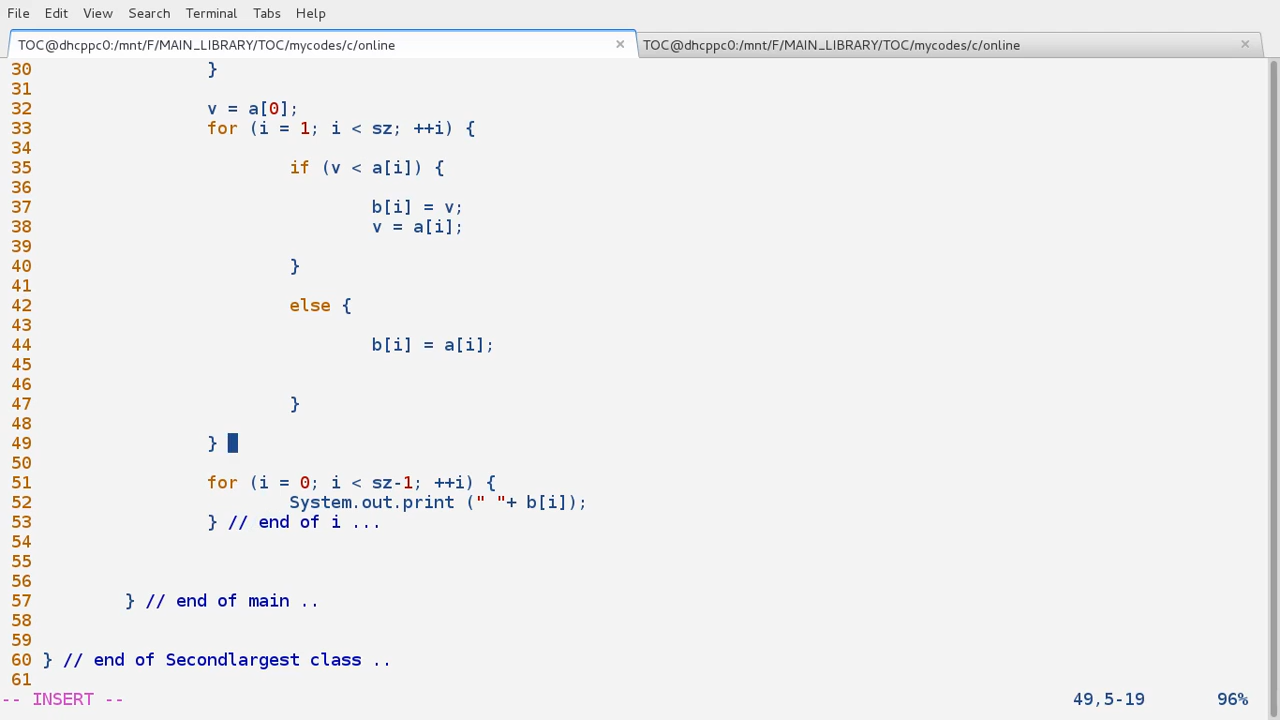 File Edit View Search Terminal Tabs Help
TOC@dhcppc0:/mnt/F/MAIN_LIBRARY/TOC/mycodes/c/online × TOC@dhcppc0:/mnt/F/MAIN_LIBRARY/TOC/mycodes/c/online ×
30 }
31
32 v = a[0];
33 for (i = 1; i < sz; ++i) {
34
35 if (v < a[i]) {
36
37 b[i] = v;
38 v = a[i];
39
40 }
41
42 else {
43
44 b[i] = a[i];
45
46
47 }
48
49 }
50
51 for (i = 0; i < sz-1; ++i) {
52 System.out.print (" "+ b[i]);
53 } // end of i ...
54
55
56
57 } // end of main ..
58
59
60 } // end of Secondlargest class ..
61
-- INSERT -- 49,5-19 96%